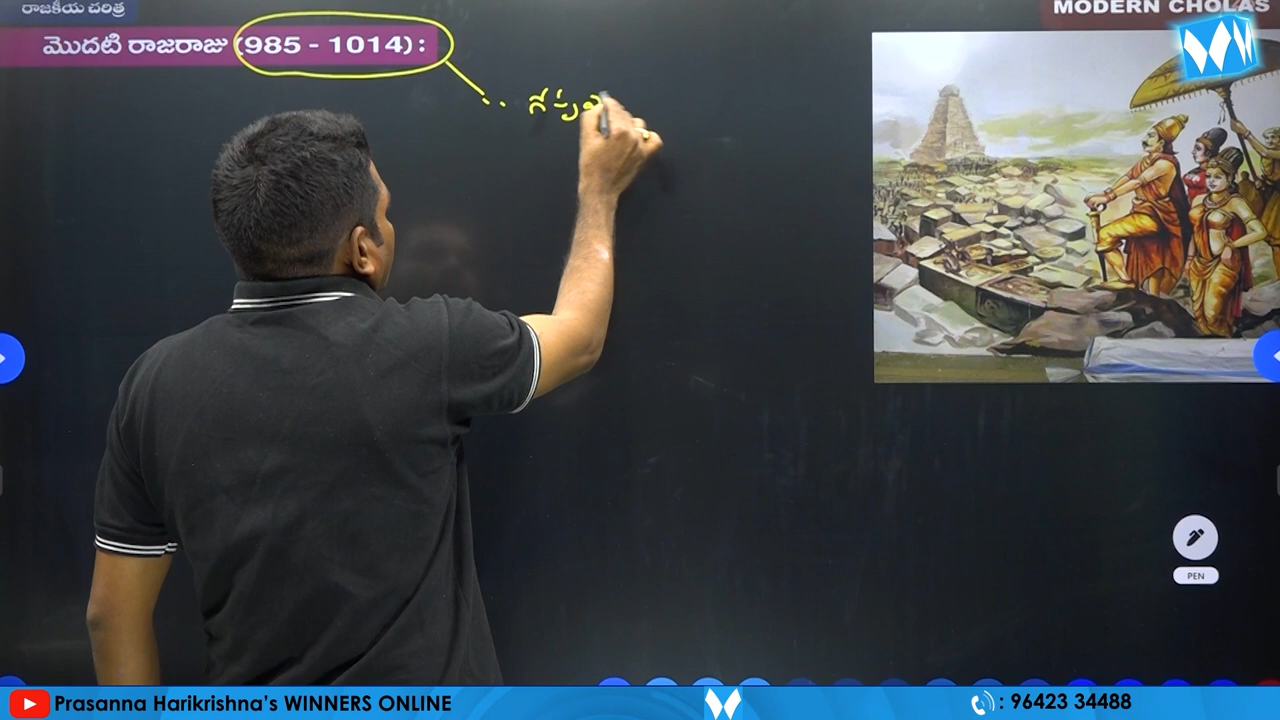 రాజకీయ చరిత్ర
MODERN CHOLAS
మొదటి రాజరాజు (985 - 1014) :
PEN
Prasanna Harikrishna's WINNERS ONLINE
: 96423 34488